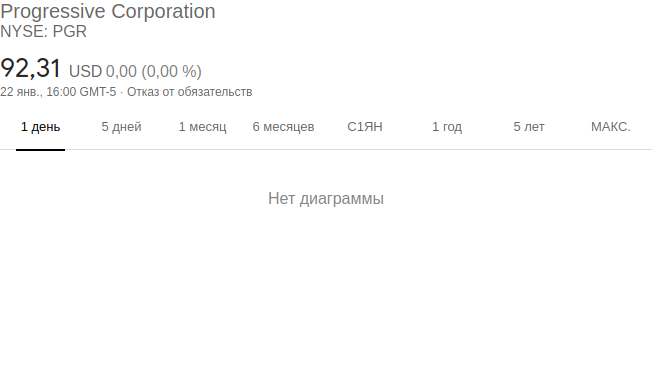 Progressive Corporation
NYSE: PGR
92,31 USD 0,00 (0,00 %)
22 янв., 16:00 GMT-5 · Отказ от обязательств
1 день 5 дней 1 месяц 6 месяцев С1ЯН 1 год 5 лет МАКС.
Нет диаграммы